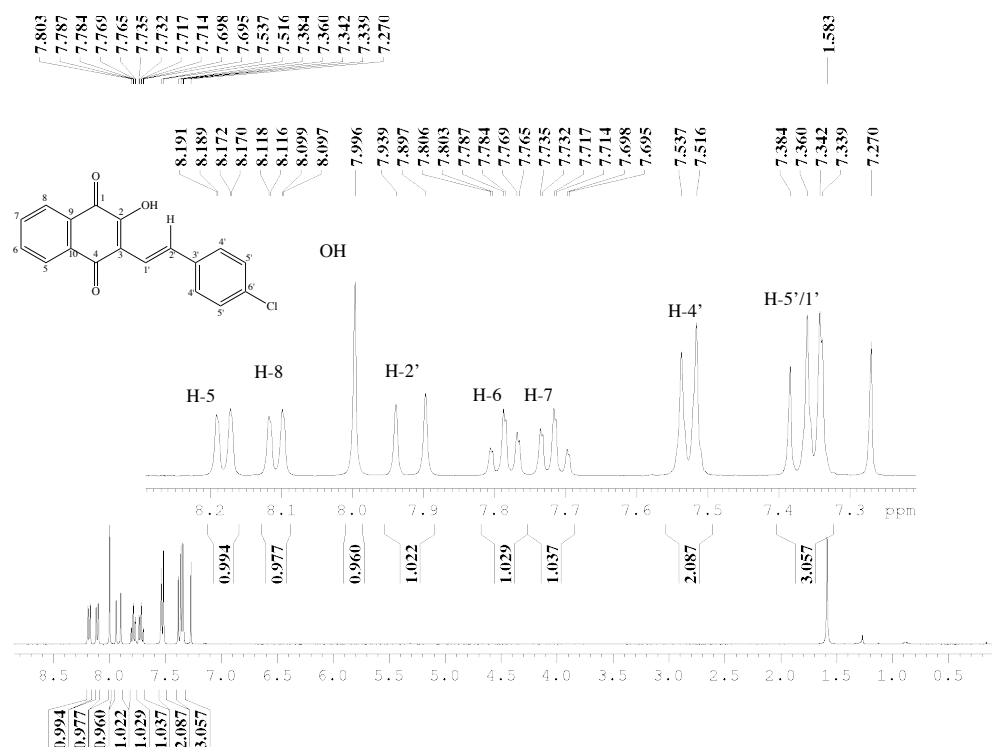 7.803 7.787 7.784 7.769 7.765 7.735 7.732 7.717 7.714 7.698 7.695 7.537 7.516 7.384 7.360 7.342 7.339 7.270 1.583
8.191 8.189 8.172 8.170 8.118 8.116 8.099 8.097 7.996 7.939 7.897 7.806 7.803 7.787 7.784 7.769 7.765 7.735 7.732 7.717 7.714 7.698 7.695 7.537 7.516 7.384 7.360 7.342 7.339 7.270
O
8 1 OH
7 9 2 H
6 10 3 2' 4'
5 4 1' 3' 5'
O 4' 6'
5' Cl
OH
H-5 H-8 H-2’ H-6 H-7 H-4’ H-5’/1’
8.2 8.1 8.0 7.9 7.8 7.7 7.6 7.5 7.4 7.3 ppm
0.994 0.977 0.960 1.022 1.029 1.037 2.087 3.057
8.5 8.0 7.5 7.0 6.5 6.0 5.5 5.0 4.5 4.0 3.5 3.0 2.5 2.0 1.5 1.0 0.5
0.994 0.977 0.960 1.022 1.029 1.037 2.087 3.057